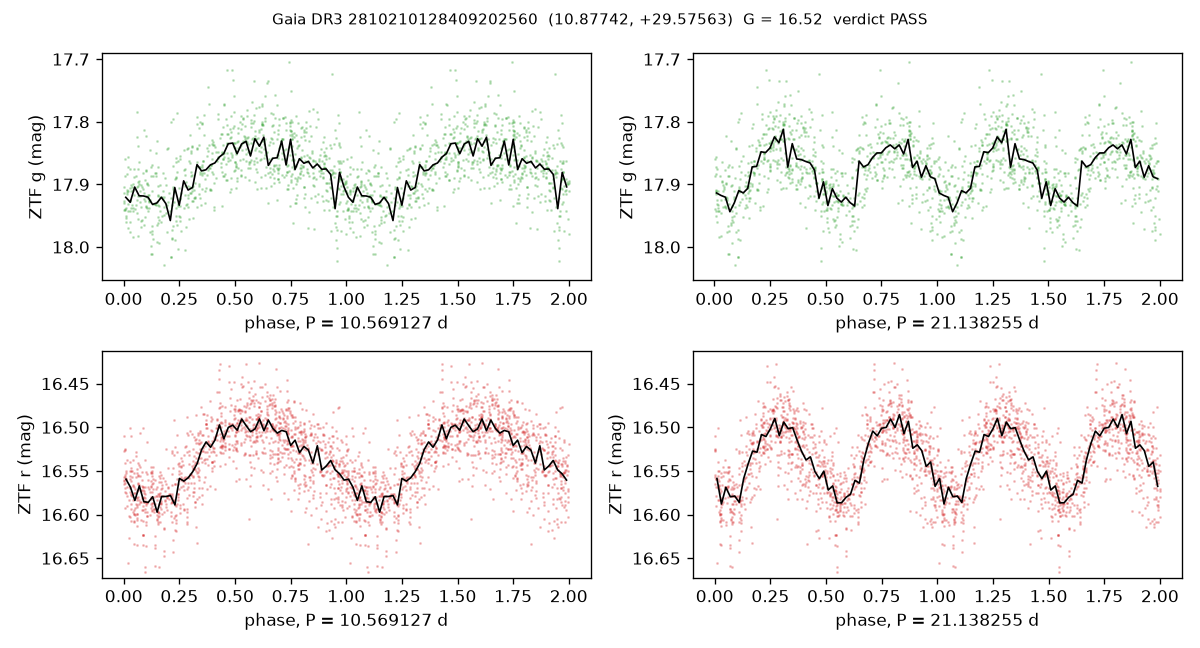 Gaia DR3 2810210128409202560  (10.87742, +29.57563)  G = 16.52  verdict PASS
ZTF g (mag)
17.7
17.8
17.9
18.0
0.00 0.25 0.50 0.75 1.00 1.25 1.50 1.75 2.00
phase, P = 10.569127 d
ZTF g (mag)
17.7
17.8
17.9
18.0
0.00 0.25 0.50 0.75 1.00 1.25 1.50 1.75 2.00
phase, P = 21.138255 d
ZTF r (mag)
16.45
16.50
16.55
16.60
16.65
0.00 0.25 0.50 0.75 1.00 1.25 1.50 1.75 2.00
phase, P = 10.569127 d
ZTF r (mag)
16.45
16.50
16.55
16.60
16.65
0.00 0.25 0.50 0.75 1.00 1.25 1.50 1.75 2.00
phase, P = 21.138255 d